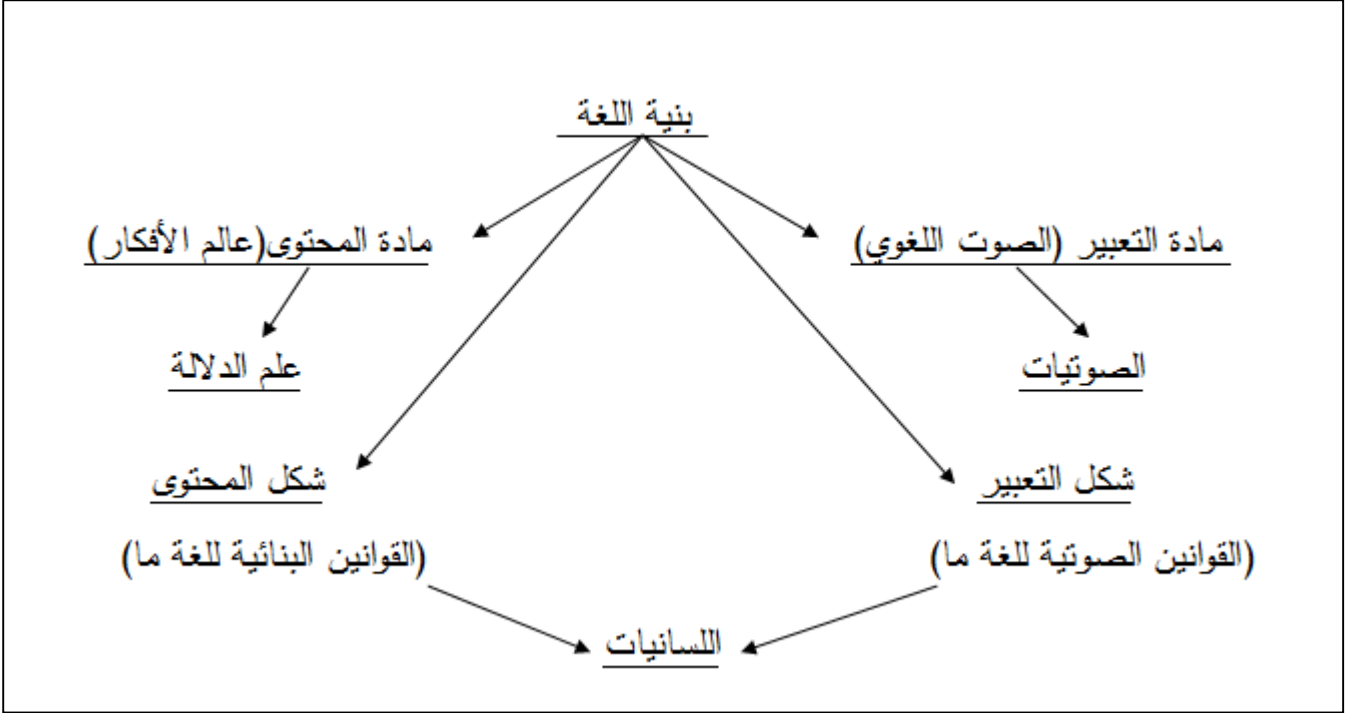 بنية اللغة
مادة التعبير (الصوت اللغوي)
مادة المحتوى(عالم الأفكار)
الصوتيات
علم الدلالة
شكل التعبير
شكل المحتوى
(القوانين الصوتية للغة ما)
(القوانين البنائية للغة ما)
اللسانيات